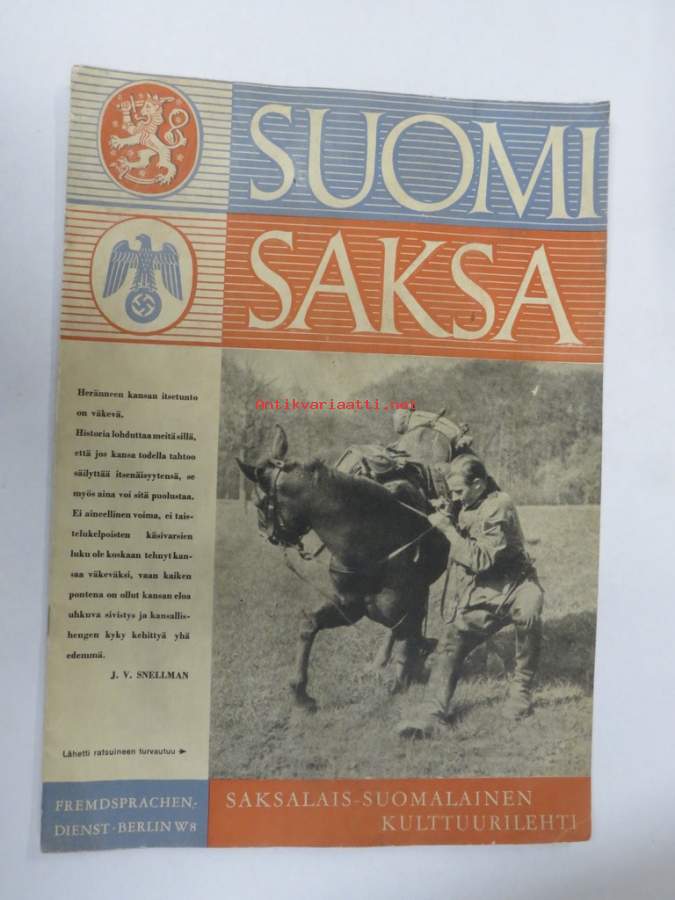 SUOMI
SAKSA
Heränneen kansan itsetunto
on väkevä.
Historia lohduttaa meitä sillä,
että jos kansa todella tahtoo
säilyttää itsenäisyytensä, se
myös aina voi sitä puolustaa.
Ei aineellinen voima, ei tais-
telukelpoisten käsivarsien
luku ole koskaan tehnyt kan-
saa väkeväksi, vaan kaiken
pontena on ollut kansan eloa
uhkuva sivistys ja kansallis-
hengen kyky kehittyä yhä
edemmä.
J. V. SNELLMAN
Lähetti ratsuineen turvautuu
Antikvariaatti.net
FREMDSPRACHEN-
DIENST · BERLIN W 8
SAKSALAIS-SUOMALAINEN
KULTTUURILEHTI